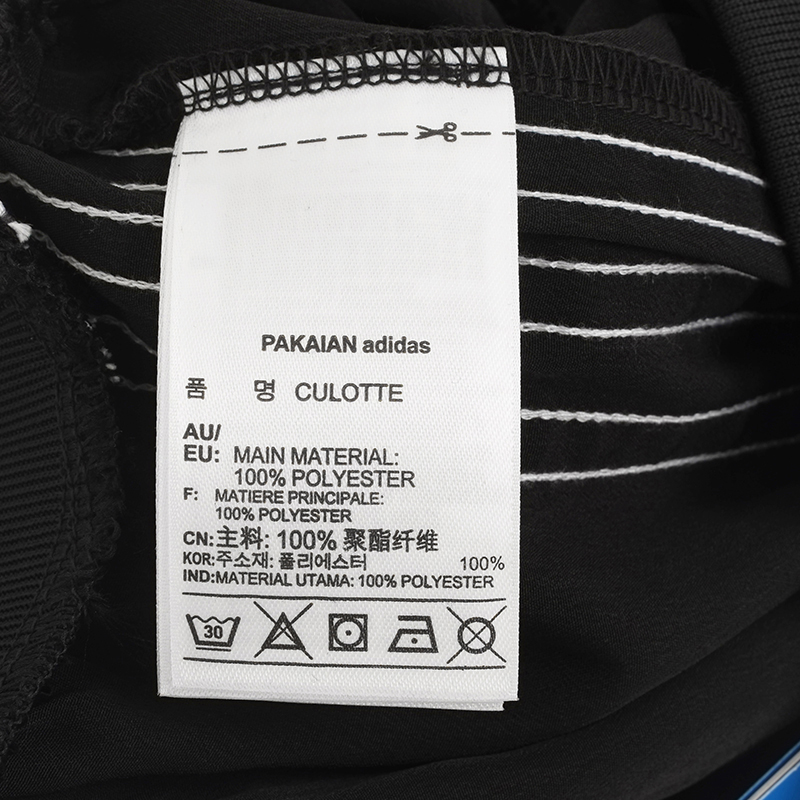 PAKAIAN adidas
품 명 CULOTTE
AU/
EU: MAIN MATERIAL:
100% POLYESTER
F: MATIERE PRINCIPALE:
100% POLYESTER
CN:主料: 100% 聚酯纤维
KOR:주소재: 폴리에스터 100%
IND:MATERIAL UTAMA: 100% POLYESTER
30